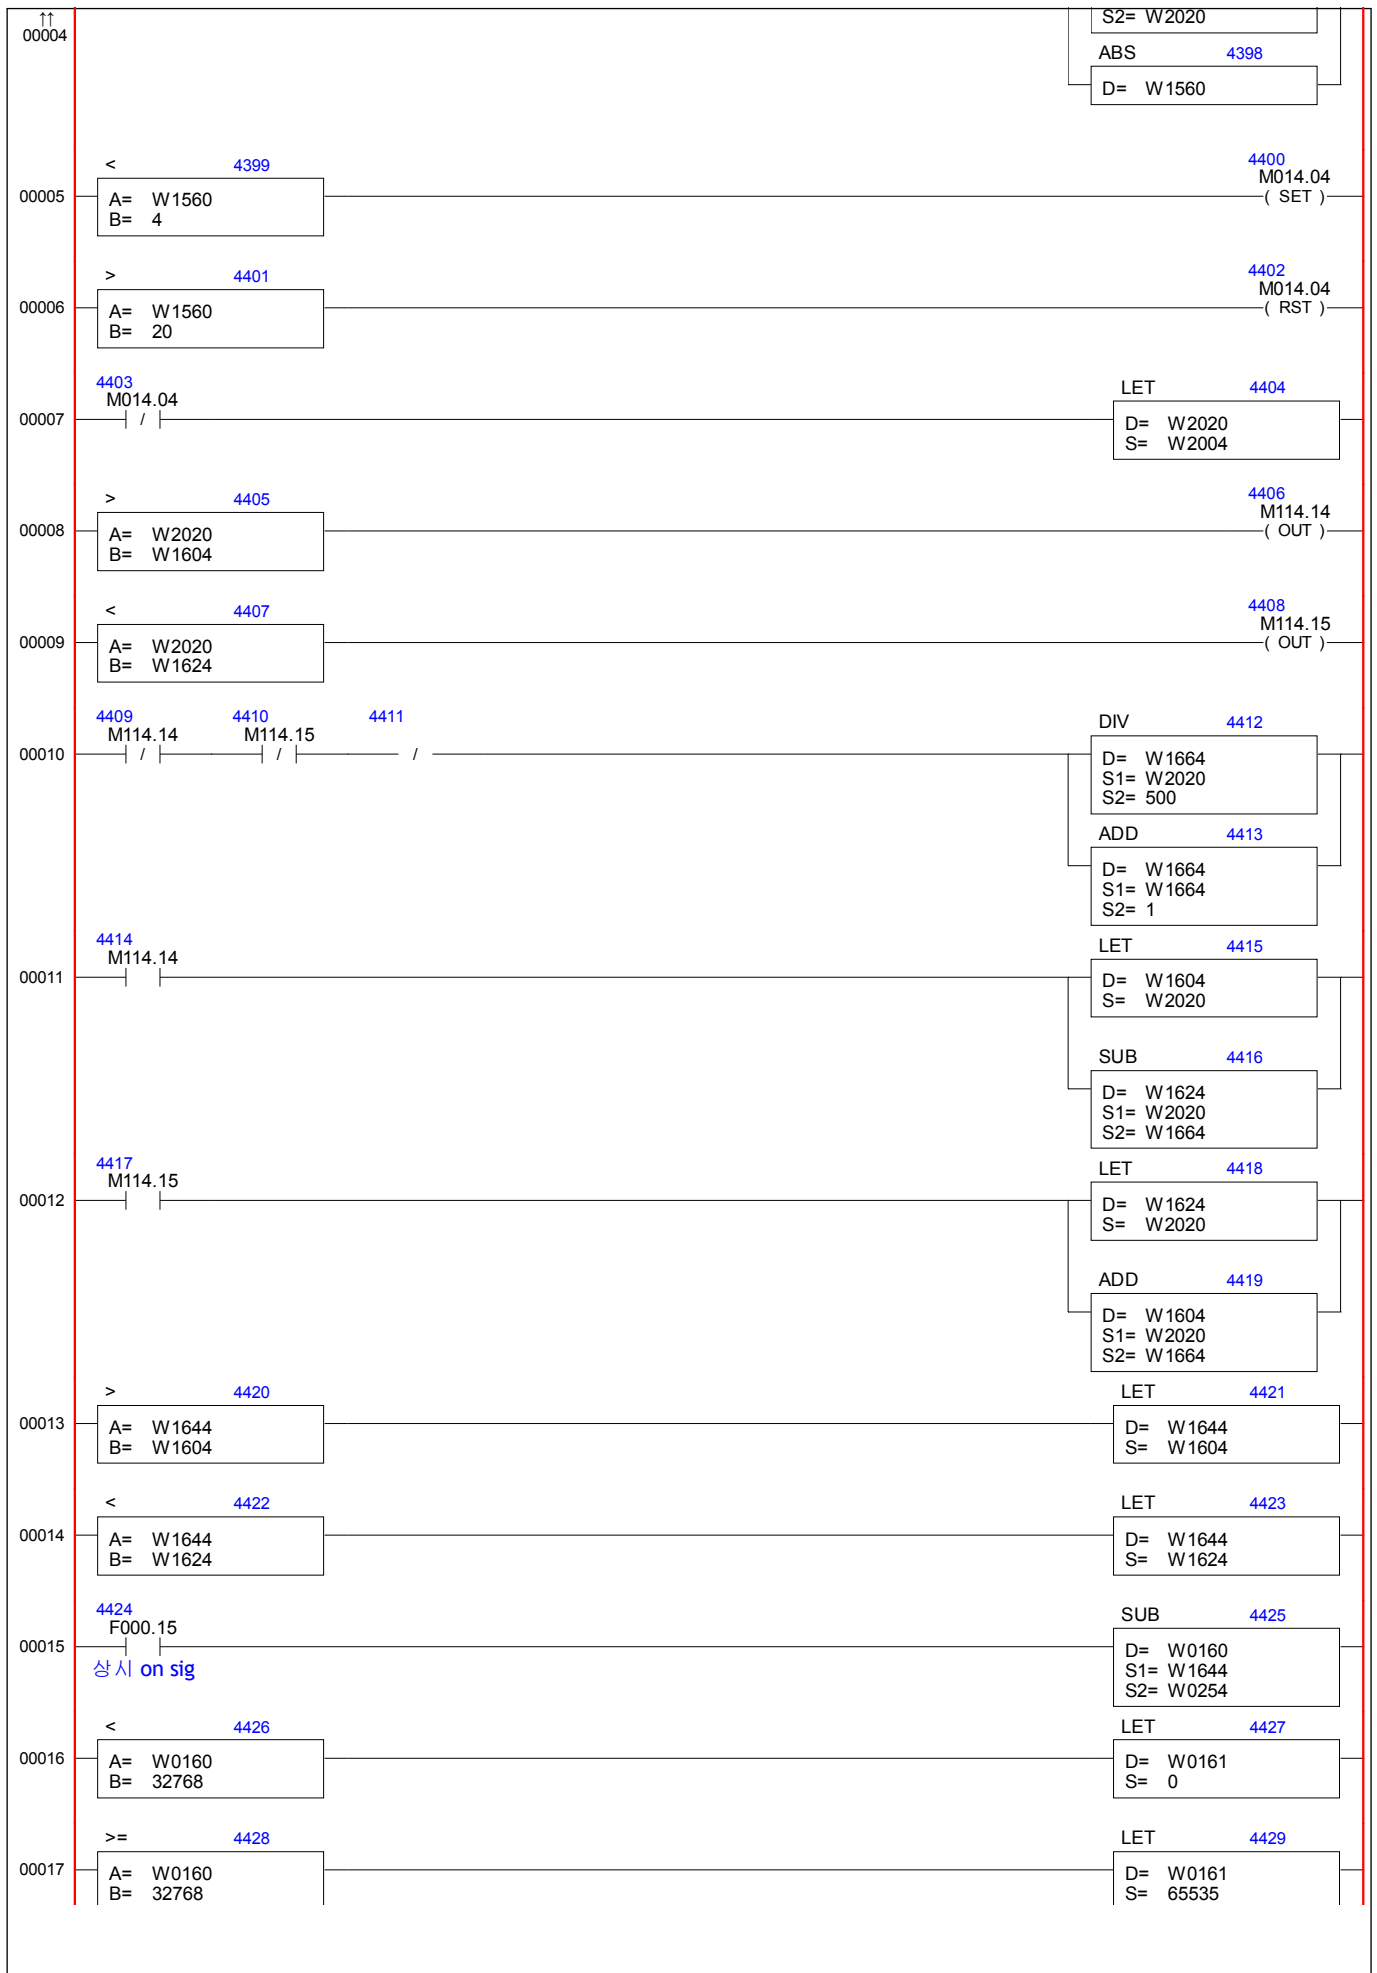 ↑↑
00004
S2= W2020
ABS 4398
D= W1560
< 4399
4400
M014.04
00005
A= W1560
( SET )
B= 4
> 4401
4402
M014.04
00006
A= W1560
( RST )
B= 20
4403
M014.04
LET 4404
00007
/
D= W2020
S= W2004
> 4405
4406
M114.14
00008
A= W2020
( OUT )
B= W1604
< 4407
4408
M114.15
00009
A= W2020
( OUT )
B= W1624
4409 4410 4411
M114.14 M114.15
DIV 4412
00010
/ / /
D= W1664
S1= W2020
S2= 500
ADD 4413
D= W1664
S1= W1664
S2= 1
4414
M114.14
LET 4415
00011
D= W1604
S= W2020
SUB 4416
D= W1624
S1= W2020
S2= W1664
4417
M114.15
LET 4418
00012
D= W1624
S= W2020
ADD 4419
D= W1604
S1= W2020
S2= W1664
> 4420
LET 4421
00013
A= W1644
B= W1604
D= W1644
S= W1604
< 4422
LET 4423
00014
A= W1644
B= W1624
D= W1644
S= W1624
4424
F000.15
SUB 4425
00015
상시 on sig
D= W0160
S1= W1644
S2= W0254
< 4426
LET 4427
00016
A= W0160
B= 32768
D= W0161
S= 0
>= 4428
LET 4429
00017
A= W0160
B= 32768
D= W0161
S= 65535